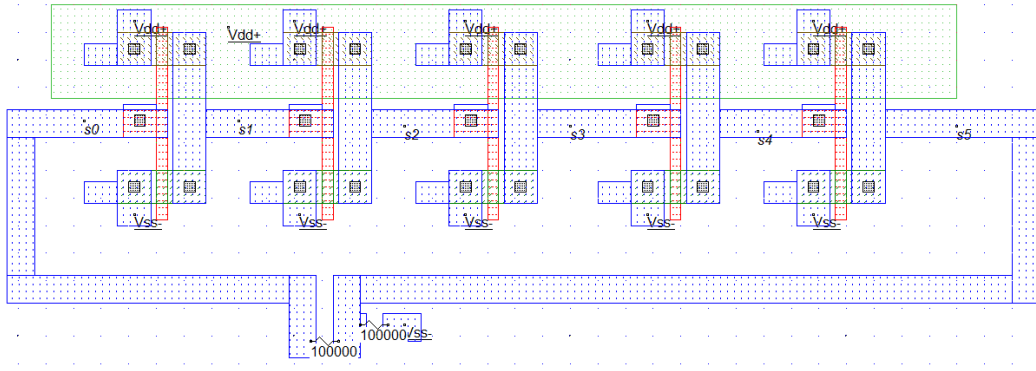 Vdd+ Vdd+ Vdd+ Vdd+ Vdd+ Vdd+
s0 s1 s2 s3 s4 s5
Vss- Vss- Vss- Vss- Vss-
100000 Vss-
100000